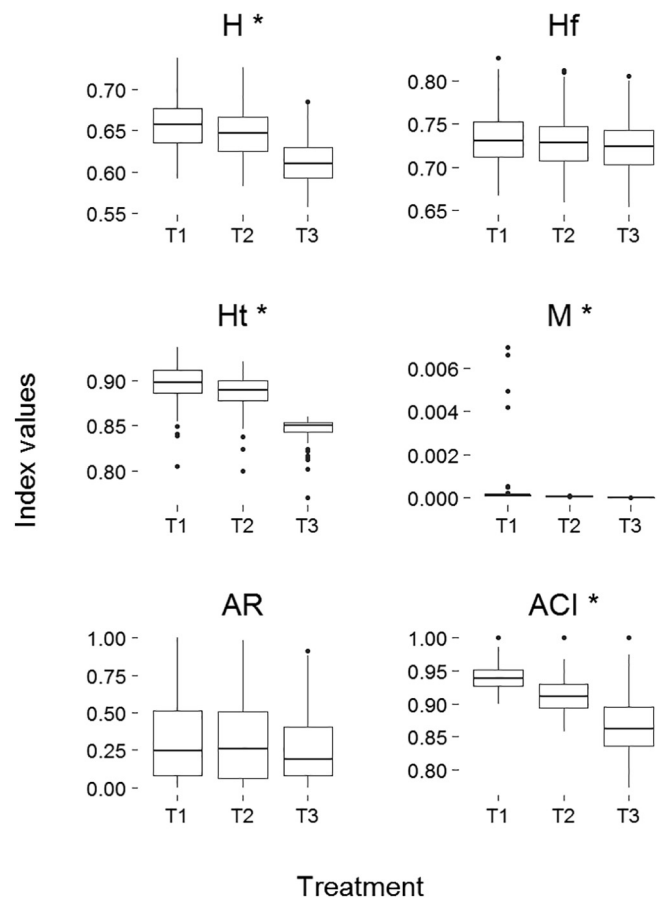 H *
0.70
0.65
0.60
0.55
T1 T2 T3
Hf
0.80
0.75
0.70
0.65
T1 T2 T3
Ht *
0.90
0.85
0.80
T1 T2 T3
M *
0.006
0.004
0.002
0.000
T1 T2 T3
Index values
AR
1.00
0.75
0.50
0.25
0.00
T1 T2 T3
ACI *
1.00
0.95
0.90
0.85
0.80
T1 T2 T3
Treatment